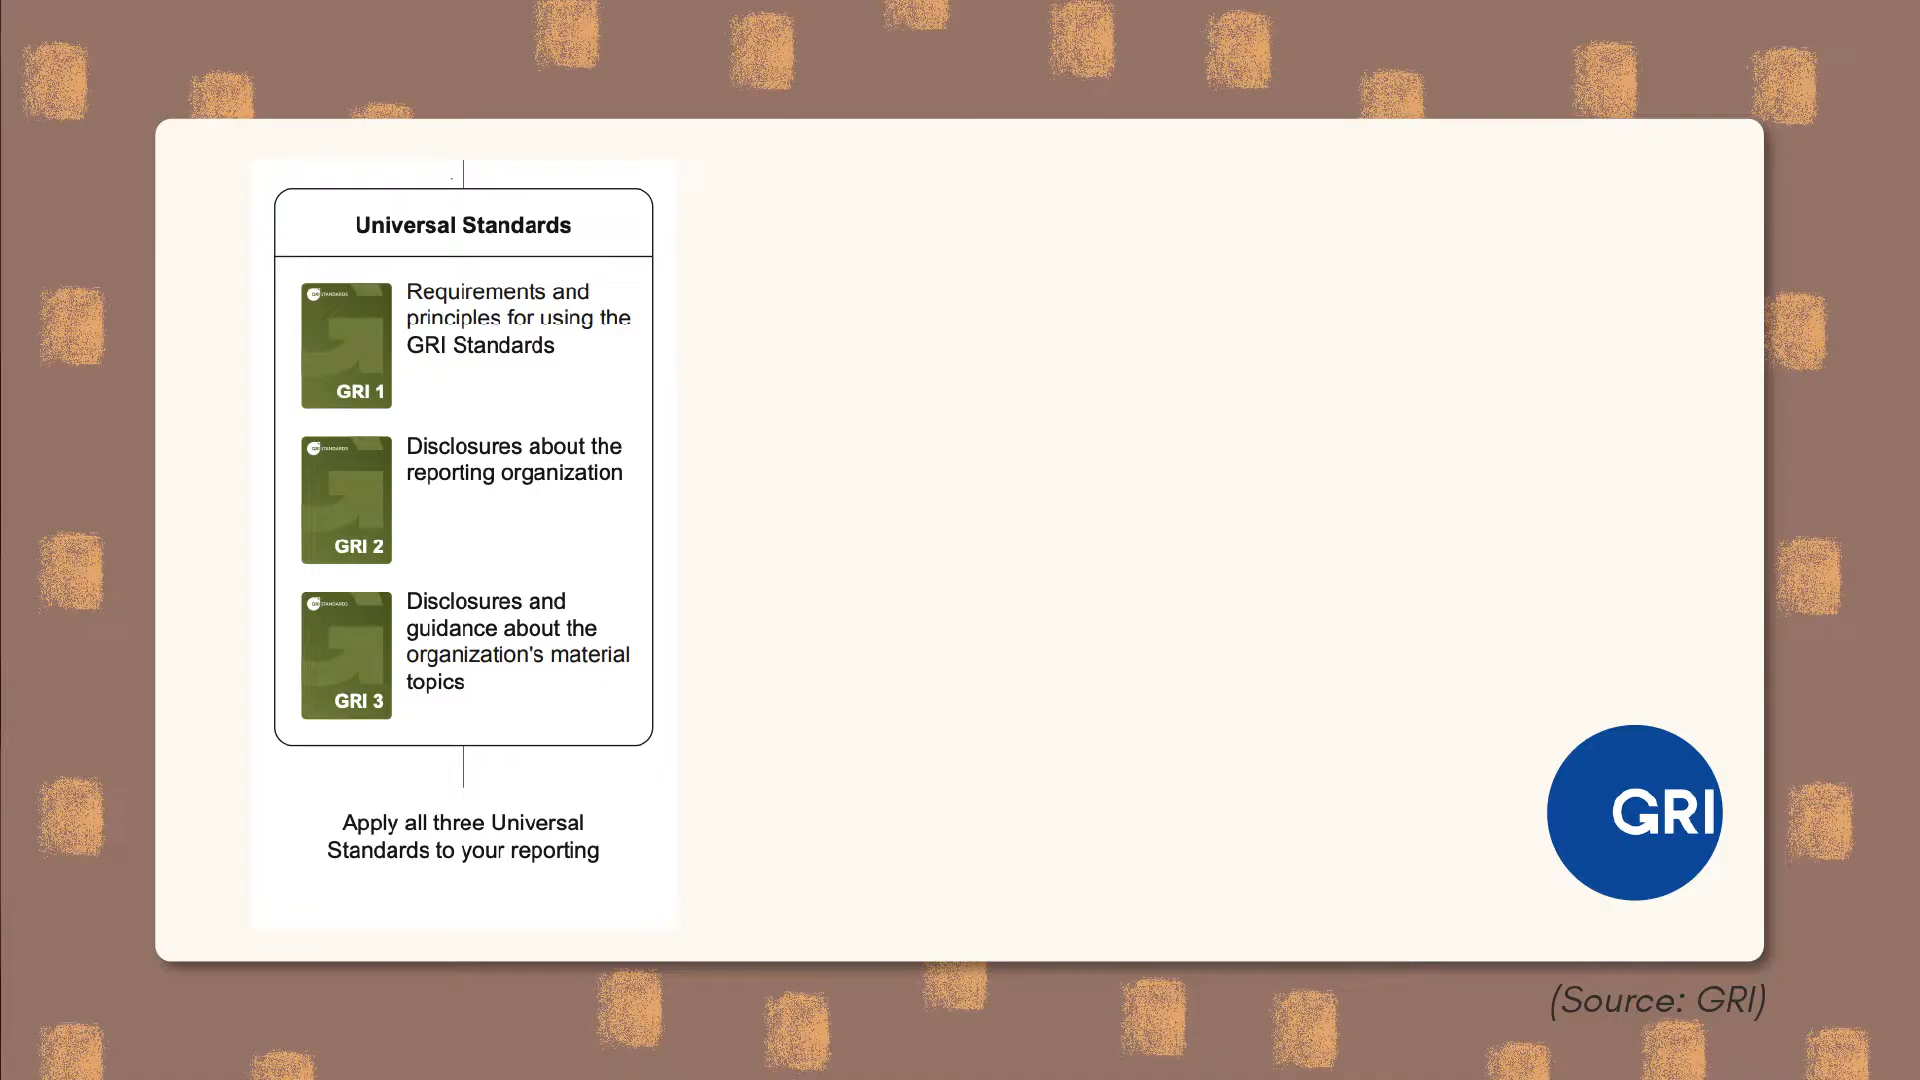 Universal Standards
Requirements and
principles for using the
GRI Standards
GRI 1
Disclosures about the
reporting organization
GRI 2
Disclosures and
guidance about the
organization's material
topics
GRI 3
Apply all three Universal
Standards to your reporting
GRI
(Source: GRI)